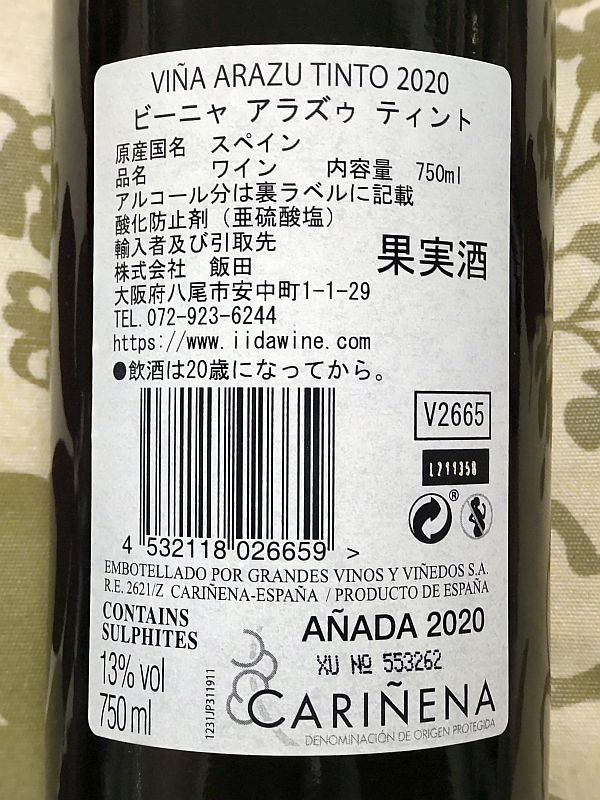 VIÑA ARAZU TINTO 2020
ビーニャ アラズゥ ティント
原産国名 スペイン
品名 ワイン 内容量 750ml
アルコール分は裏ラベルに記載
酸化防止剤（亜硫酸塩）
輸入者及び引取先
株式会社 飯田
果実酒
大阪府八尾市安中町1-1-29
TEL.072-923-6244
https://www.iidawine.com
●飲酒は20歳になってから。
V2665
L211358
®
4 532118 026659 >
EMBOTELLADO POR GRANDES VINOS Y VIÑEDOS S.A.
R.E. 2621/Z CARIÑENA-ESPAÑA / PRODUCTO DE ESPAÑA
CONTAINS
SULPHITES
AÑADA 2020
XU Nº 553262
13% vol
750 ml
1231JP311911
CARIÑENA
DENOMINACIÓN DE ORIGEN PROTEGIDA